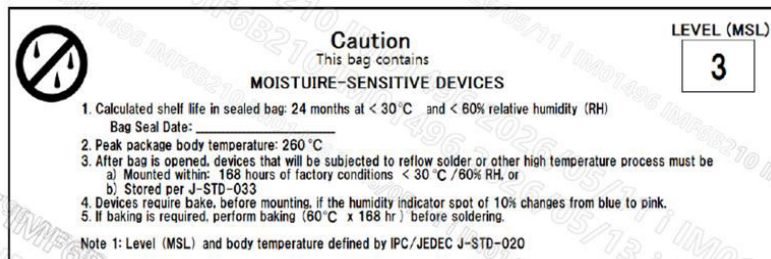 LEVEL (MSL)
3
Caution
This bag contains
MOISTUIRE-SENSITIVE DEVICES
1. Calculated shelf life in sealed bag: 24 months at < 30°C and < 60% relative humidity (RH)
Bag Seal Date: ____________________
2. Peak package body temperature: 260 °C
3. After bag is opened, devices that will be subjected to reflow solder or other high temperature process must be
a) Mounted within: 168 hours of factory conditions < 30 °C /60% RH, or
b) Stored per J-STD-033
4. Devices require bake, before mounting, if the humidity indicator spot of 10% changes from blue to pink.
5. If baking is required, perform baking (60°C x 168 hr ) before soldering.
Note 1: Level (MSL) and body temperature defined by IPC/JEDEC J-STD-020